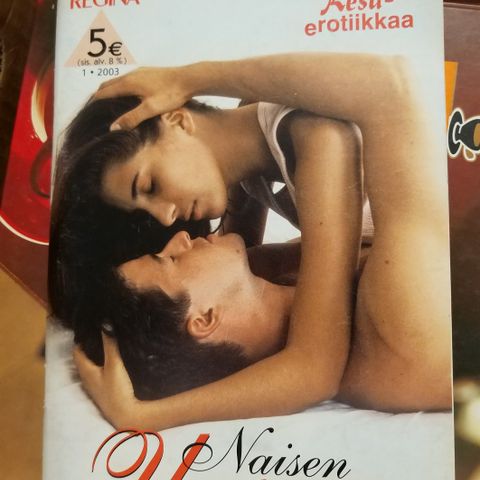 REGINA
Kesä-
erotiikkaa
5€
(sis. alv. 8 %)
1 • 2003
Naisen